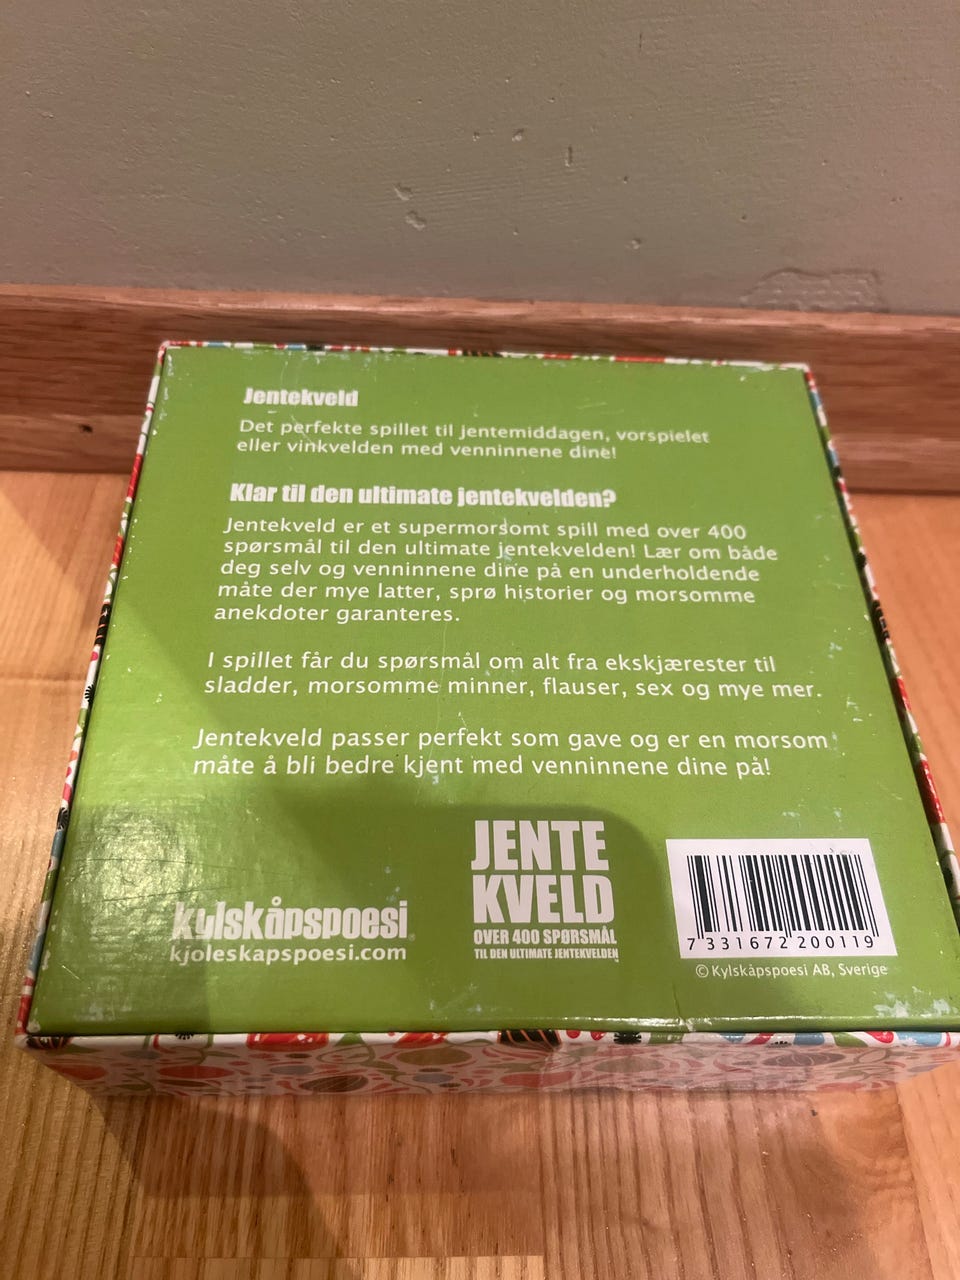 Jentekveld
Det perfekte spillet til jentemiddagen, vorspielet
eller vinkvelden med venninnene dine!
Klar til den ultimate jentekvelden?
Jentekveld er et supermorsomt spill med over 400
spørsmål til den ultimate jentekvelden! Lær om både
deg selv og venninnene dine på en underholdende
måte der mye latter, sprø historier og morsomme
anekdoter garanteres.
I spillet får du spørsmål om alt fra ekskjærester til
sladder, morsomme minner, flauser, sex og mye mer.
Jentekveld passer perfekt som gave og er en morsom
måte å bli bedre kjent med venninnene dine på!
kylskåpspoesi
kjoleskapspoesi.com
JENTE
KVELD
OVER 400 SPØRSMÅL
TIL DEN ULTIMATE JENTEKVELDEN
7 331672 200119
© Kylskåpspoesi AB, Sverige